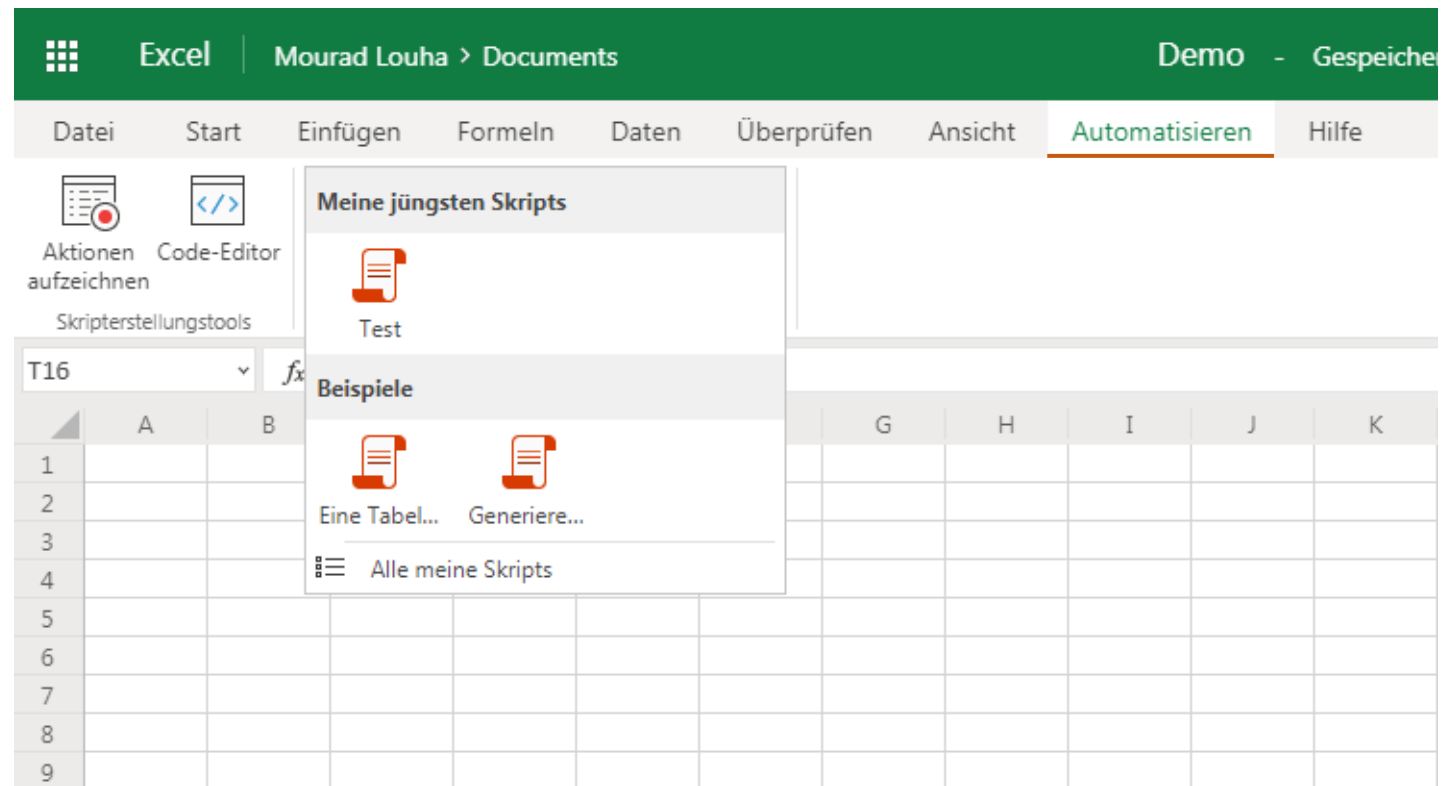 Excel Mourad Louha > Documents Demo - Gespeicher
Datei Start Einfügen Formeln Daten Überprüfen Ansicht Automatisieren Hilfe
Meine jüngsten Skripts
</>
Aktionen Code-Editor
aufzeichnen
Skripterstellungstools
Test
T16 fx
Beispiele
A B G H I J K
1
2
Eine Tabel... Generiere...
3
4
Alle meine Skripts
5
6
7
8
9